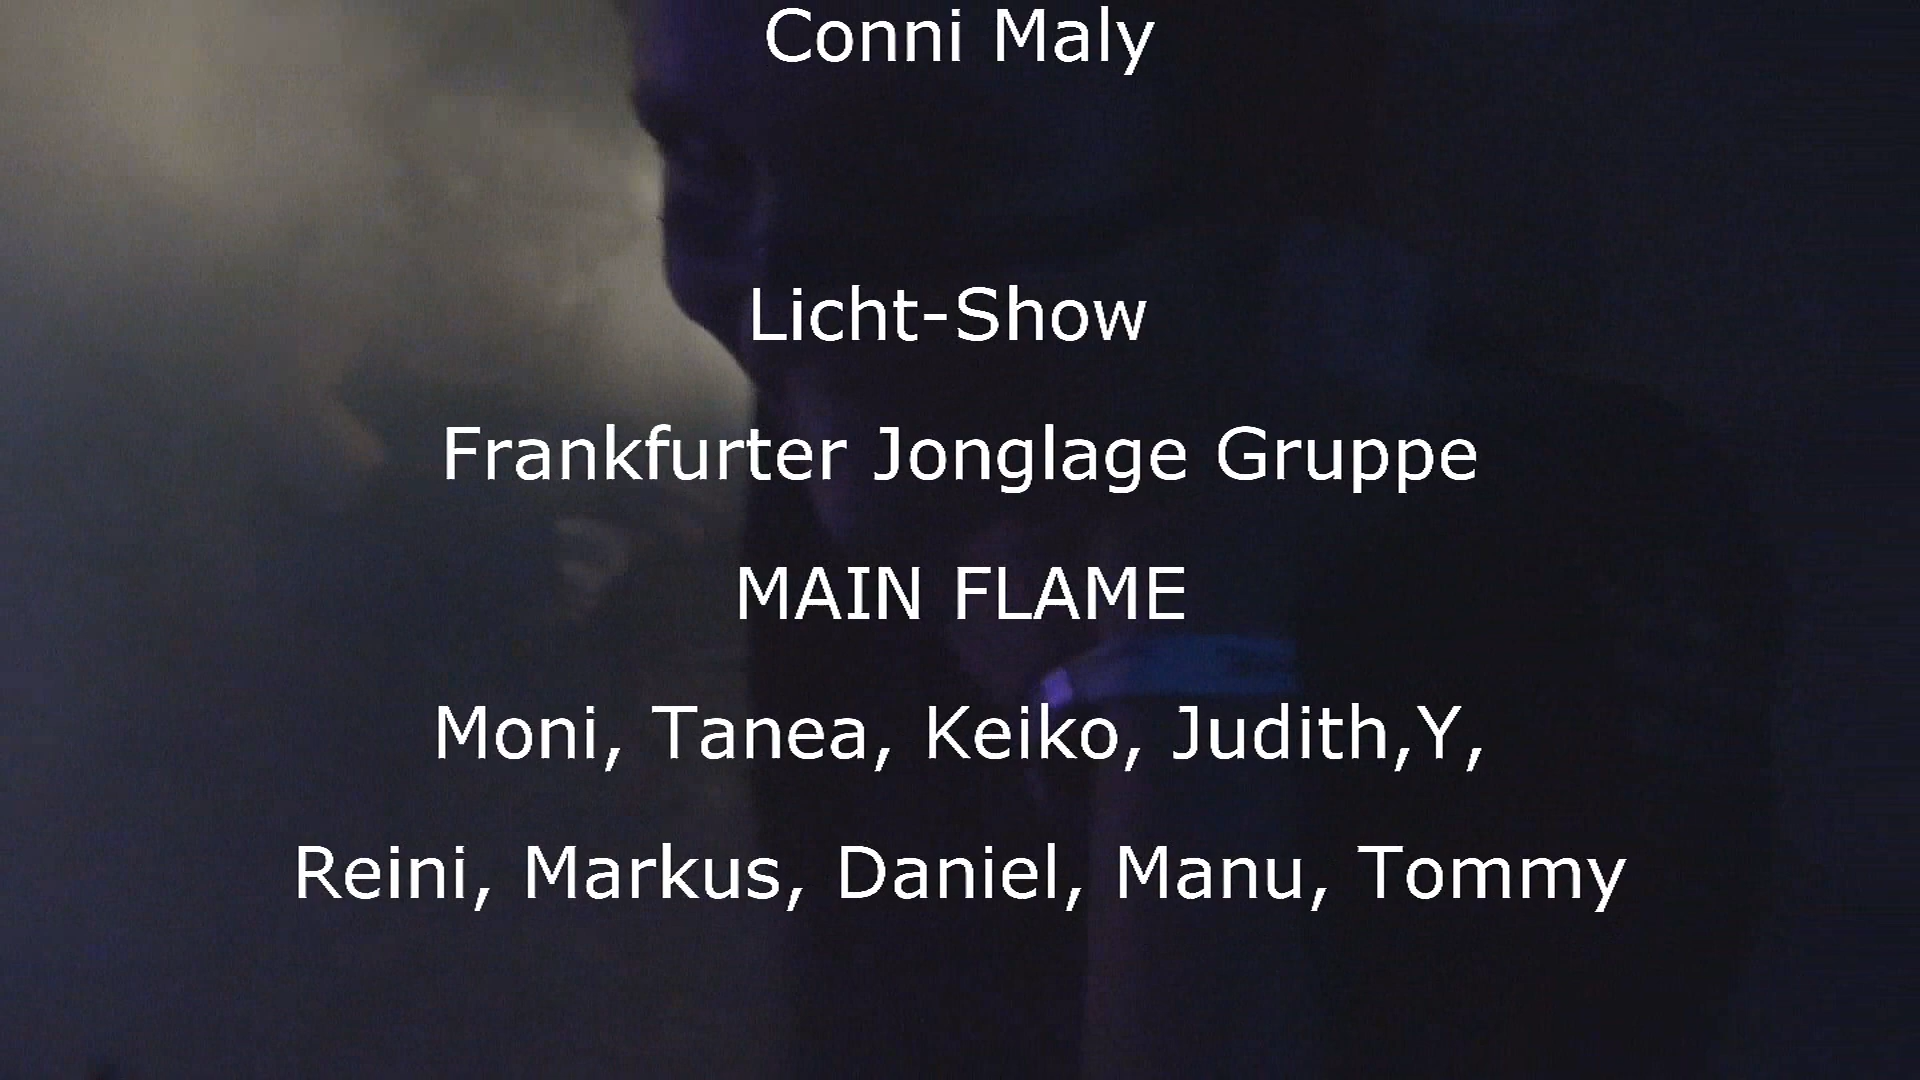 Conni Maly
Licht-Show
Frankfurter Jonglage Gruppe
MAIN FLAME
Moni, Tanea, Keiko, Judith,Y,
Reini, Markus, Daniel, Manu, Tommy